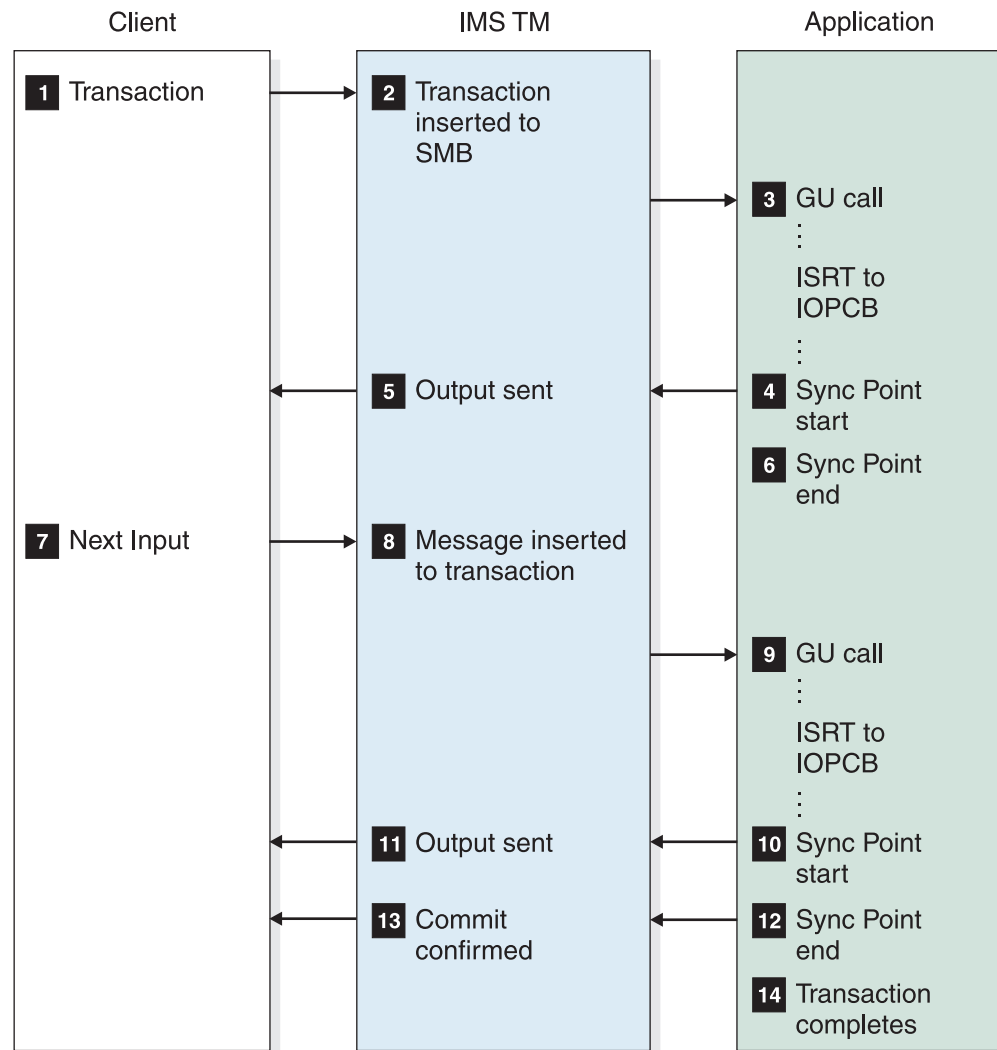 Client IMS TM Application
1 Transaction
2 Transaction
inserted to
SMB
3 GU call
ISRT to
IOPCB
5 Output sent
4 Sync Point
start
6 Sync Point
end
7 Next Input
8 Message inserted
to transaction
9 GU call
ISRT to
IOPCB
11 Output sent
10 Sync Point
start
13 Commit
confirmed
12 Sync Point
end
14 Transaction
completes